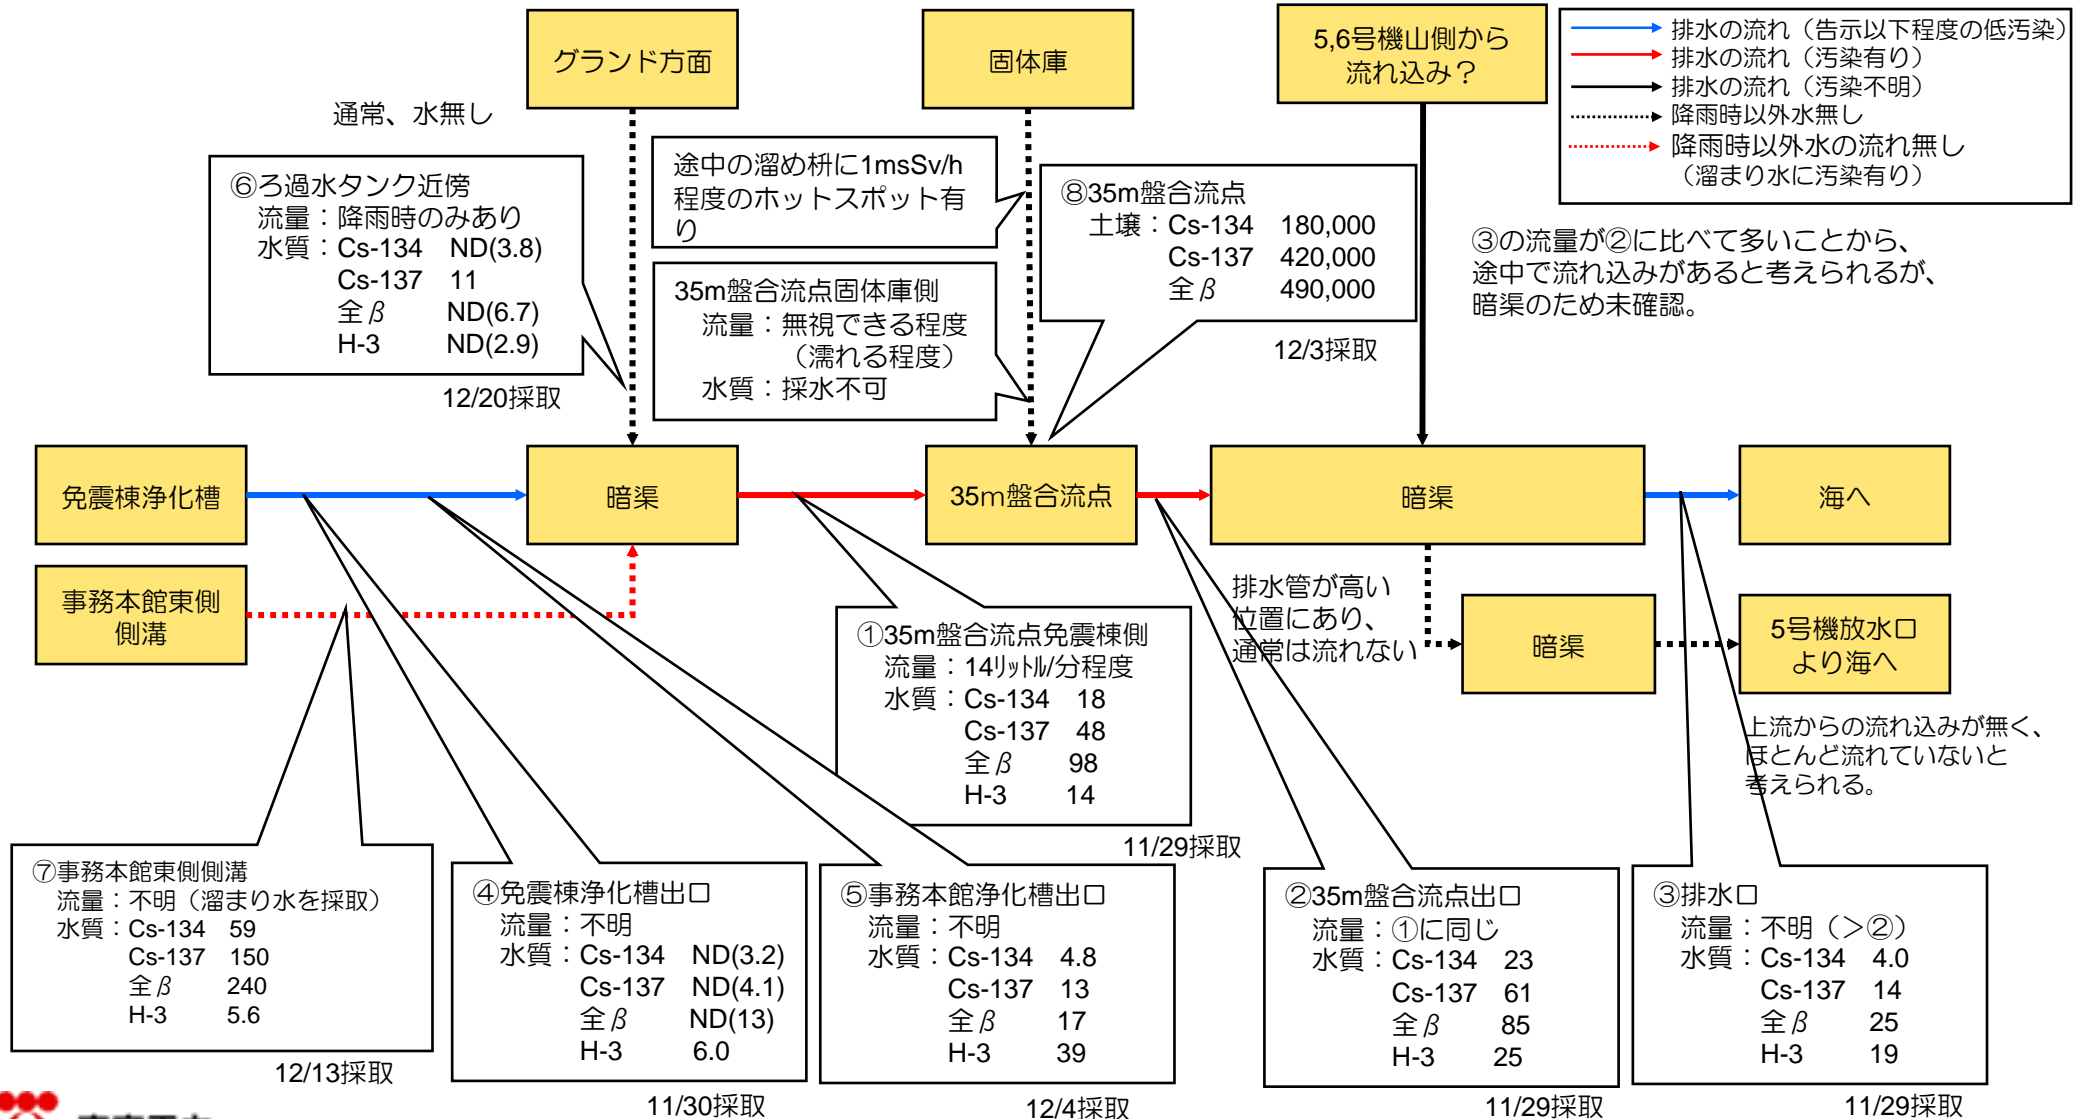 グランド方面
固体庫
5,6号機山側から
流れ込み？
排水の流れ（告示以下程度の低汚染）
排水の流れ（汚染有り）
排水の流れ（汚染不明）
降雨時以外水無し
降雨時以外水の流れ無し
（溜まり水に汚染有り）
通常、水無し
⑥ろ過水タンク近傍
流量：降雨時のみあり
水質：Cs-134 ND(3.8)
Cs-137 11
全β ND(6.7)
H-3 ND(2.9)
12/20採取
途中の溜め枡に1msSv/h
程度のホットスポット有
り
35m盤合流点固体庫側
流量：無視できる程度
（濡れる程度）
水質：採水不可
⑧35m盤合流点
土壌：Cs-134 180,000
Cs-137 420,000
全β 490,000
12/3採取
③の流量が②に比べて多いことから、
途中で流れ込みがあると考えられるが、
暗渠のため未確認。
免震棟浄化槽
暗渠
35ｍ盤合流点
暗渠
海へ
事務本館東側
側溝
排水管が高い
位置にあり、
通常は流れない
暗渠
5号機放水口
より海へ
上流からの流れ込みが無く、
ほとんど流れていないと
考えられる。
①35m盤合流点免震棟側
流量：14ﾘｯﾄﾙ/分程度
水質：Cs-134 18
Cs-137 48
全β 98
H-3 14
11/29採取
⑦事務本館東側側溝
流量：不明（溜まり水を採取）
水質：Cs-134 59
Cs-137 150
全β 240
H-3 5.6
12/13採取
④免震棟浄化槽出口
流量：不明
水質：Cs-134 ND(3.2)
Cs-137 ND(4.1)
全β ND(13)
H-3 6.0
11/30採取
⑤事務本館浄化槽出口
流量：不明
水質：Cs-134 4.8
Cs-137 13
全β 17
H-3 39
12/4採取
②35m盤合流点出口
流量：①に同じ
水質：Cs-134 23
Cs-137 61
全β 85
H-3 25
11/29採取
③排水口
流量：不明（＞②）
水質：Cs-134 4.0
Cs-137 14
全β 25
H-3 19
11/29採取